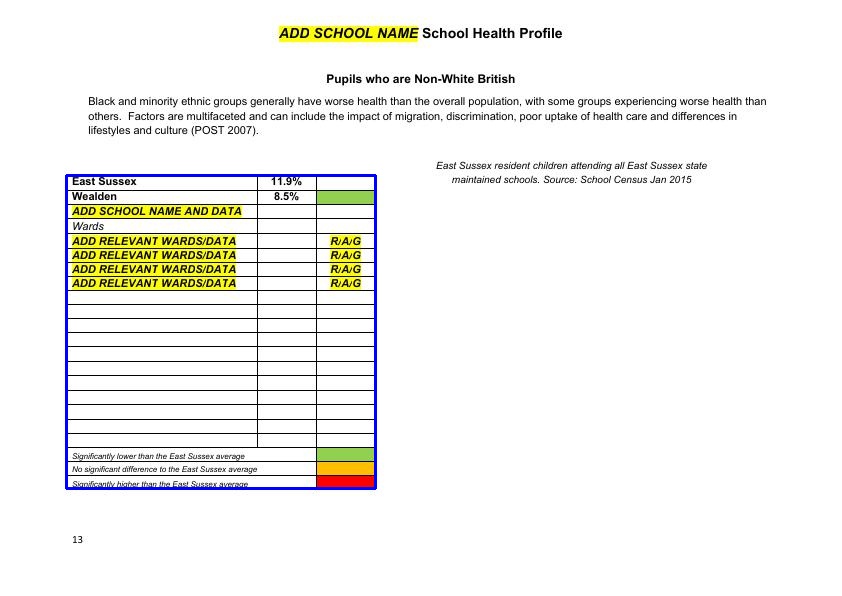 ADD SCHOOL NAME School Health Profile
Pupils who are Non-White British
Black and minority ethnic groups generally have worse health than the overall population, with some groups experiencing worse health than
others.  Factors are multifaceted and can include the impact of migration, discrimination, poor uptake of health care and differences in
lifestyles and culture (POST 2007).
East Sussex resident children attending all East Sussex state
maintained schools. Source: School Census Jan 2015
East Sussex 11.9%
Wealden 8.5%
ADD SCHOOL NAME AND DATA
Wards
ADD RELEVANT WARDS/DATA R/A/G
ADD RELEVANT WARDS/DATA R/A/G
ADD RELEVANT WARDS/DATA R/A/G
ADD RELEVANT WARDS/DATA R/A/G
Significantly lower than the East Sussex average
No significant difference to the East Sussex average
Significantly higher than the East Sussex average
13